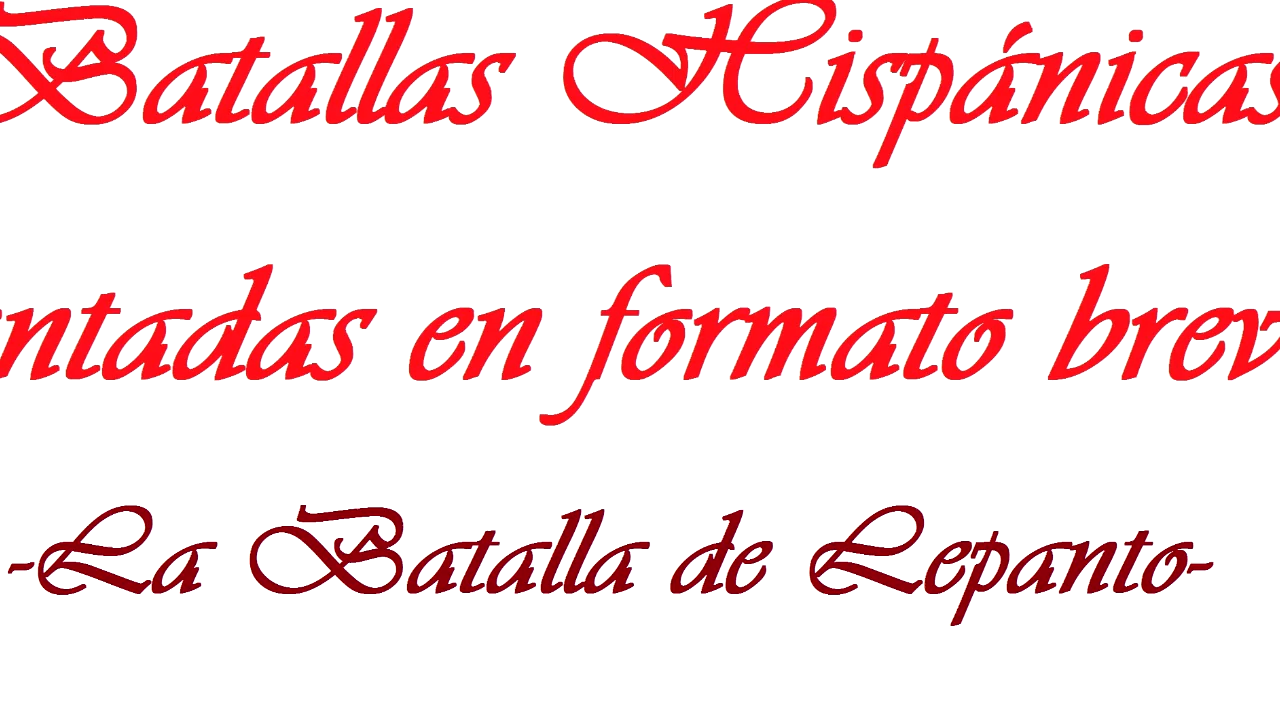 Batallas Hispánicas
ntadas en formato brev
-La Batalla de Lepanto-